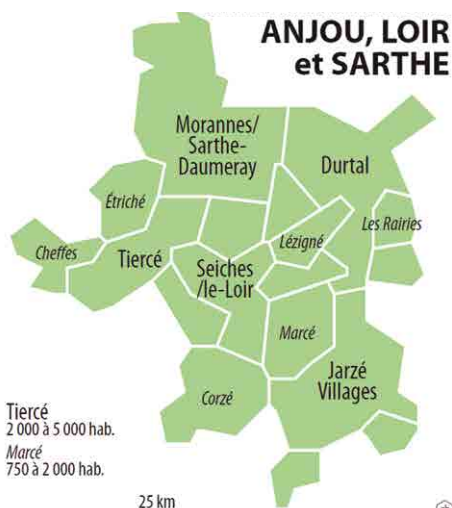 ANJOU, LOIR
et SARTHE
Morannes/
Sarthe-
Daumeray
Durtal
Étriché
Les Rairies
Cheffes
Tiercé
Lézigné
Seiches
/le-Loir
Marcé
Jarzé
Villages
Corzé
Tiercé
2 000 à 5 000 hab.
Marcé
750 à 2 000 hab.
25 km